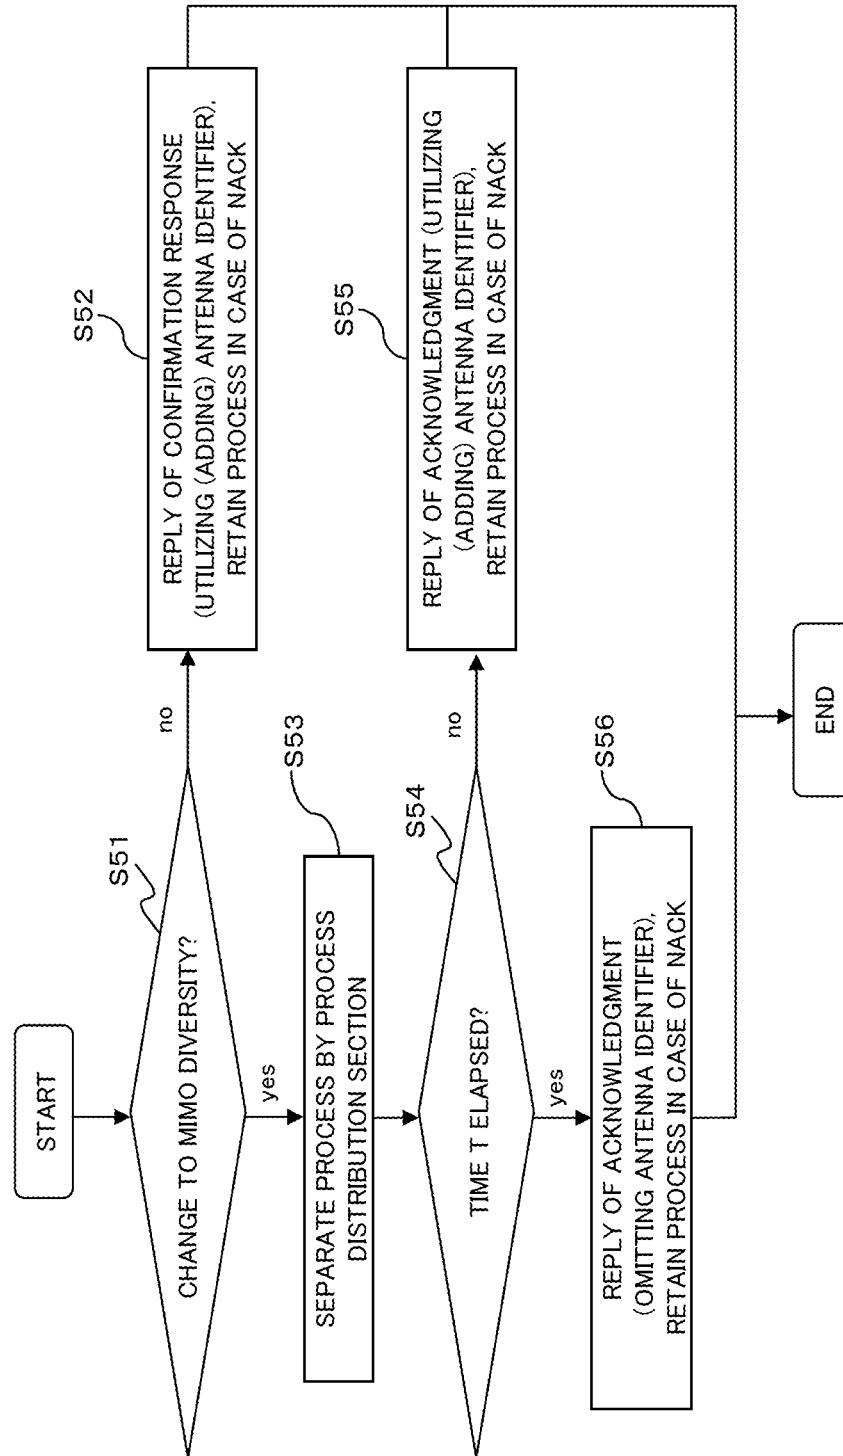 START
S51
CHANGE TO MIMO DIVERSITY?
no
S52
REPLY OF CONFIRMATION RESPONSE
(UTILIZING (ADDING) ANTENNA IDENTIFIER),
RETAIN PROCESS IN CASE OF NACK
yes
S53
SEPARATE PROCESS BY PROCESS
DISTRIBUTION SECTION
S54
TIME T ELAPSED?
no
S55
REPLY OF ACKNOWLEDGMENT (UTILIZING
(ADDING) ANTENNA IDENTIFIER),
RETAIN PROCESS IN CASE OF NACK
yes
S56
REPLY OF ACKNOWLEDGMENT
(OMITTING ANTENNA IDENTIFIER),
RETAIN PROCESS IN CASE OF NACK
END